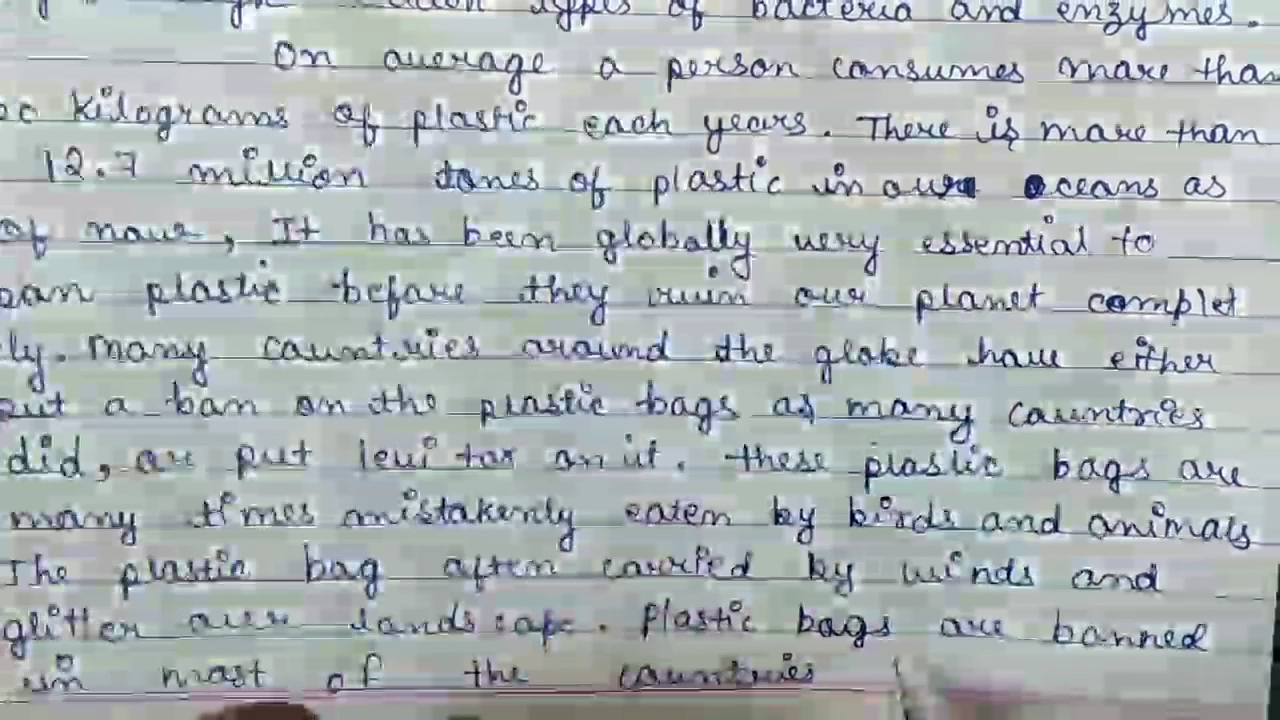 types of bacteria and enzymes.
On average a person consumes more than
kilograms of plastic each years. There is more than
12.7 million tones of plastic in our oceans as
of now, It has been globally very essential to
ban plastic before they ruin our planet complet
ly. Many countries around the globe have either
put a ban on the plastic bags as many countries
did, or put levi tax on it. These plastic bags are
many times mistakenly eaten by birds and animals
The plastic bag often carried by winds and
glitter over landscape. Plastic bags are banned
in most of the countries